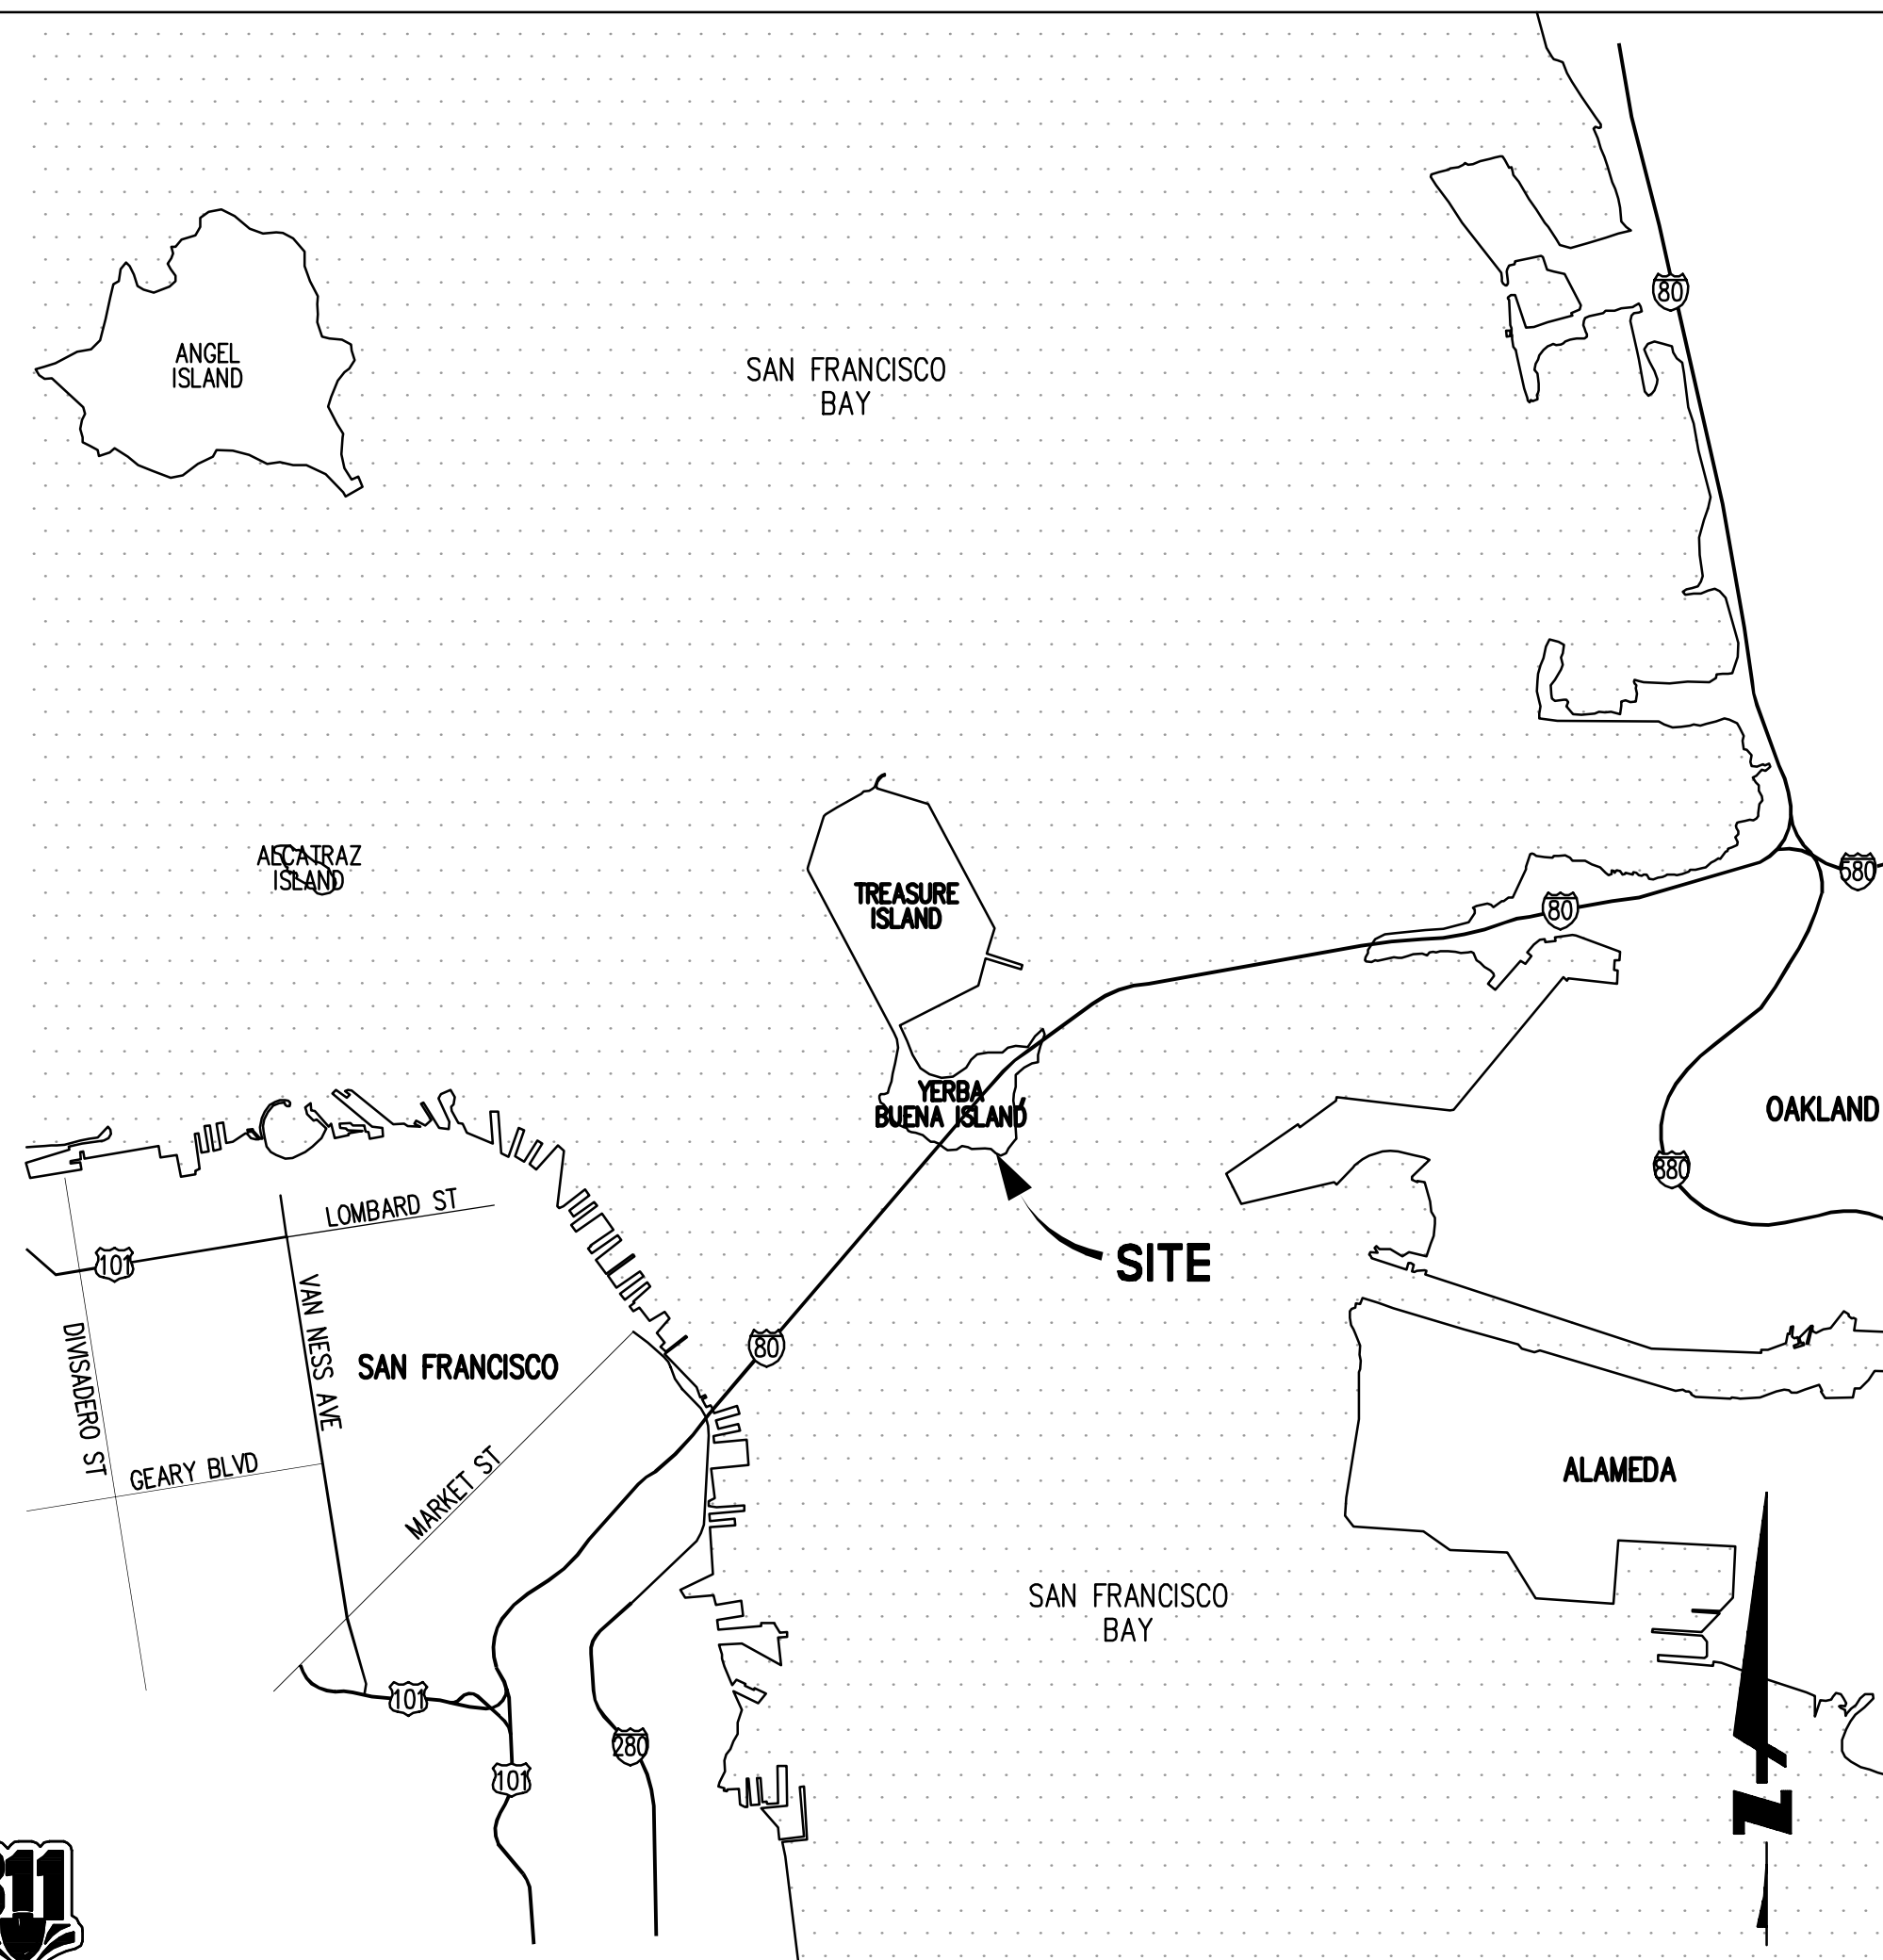 80
ANGEL
ISLAND
SAN FRANCISCO
BAY
ALCATRAZ
ISLAND
TREASURE
ISLAND
580
80
YERBA
BUENA ISLAND
OAKLAND
880
LOMBARD ST
101
SITE
VAN NESS AVE
DIVISADERO ST
80
SAN FRANCISCO
GEARY BLVD
MARKET ST
ALAMEDA
SAN FRANCISCO
BAY
101
280
101
N
811